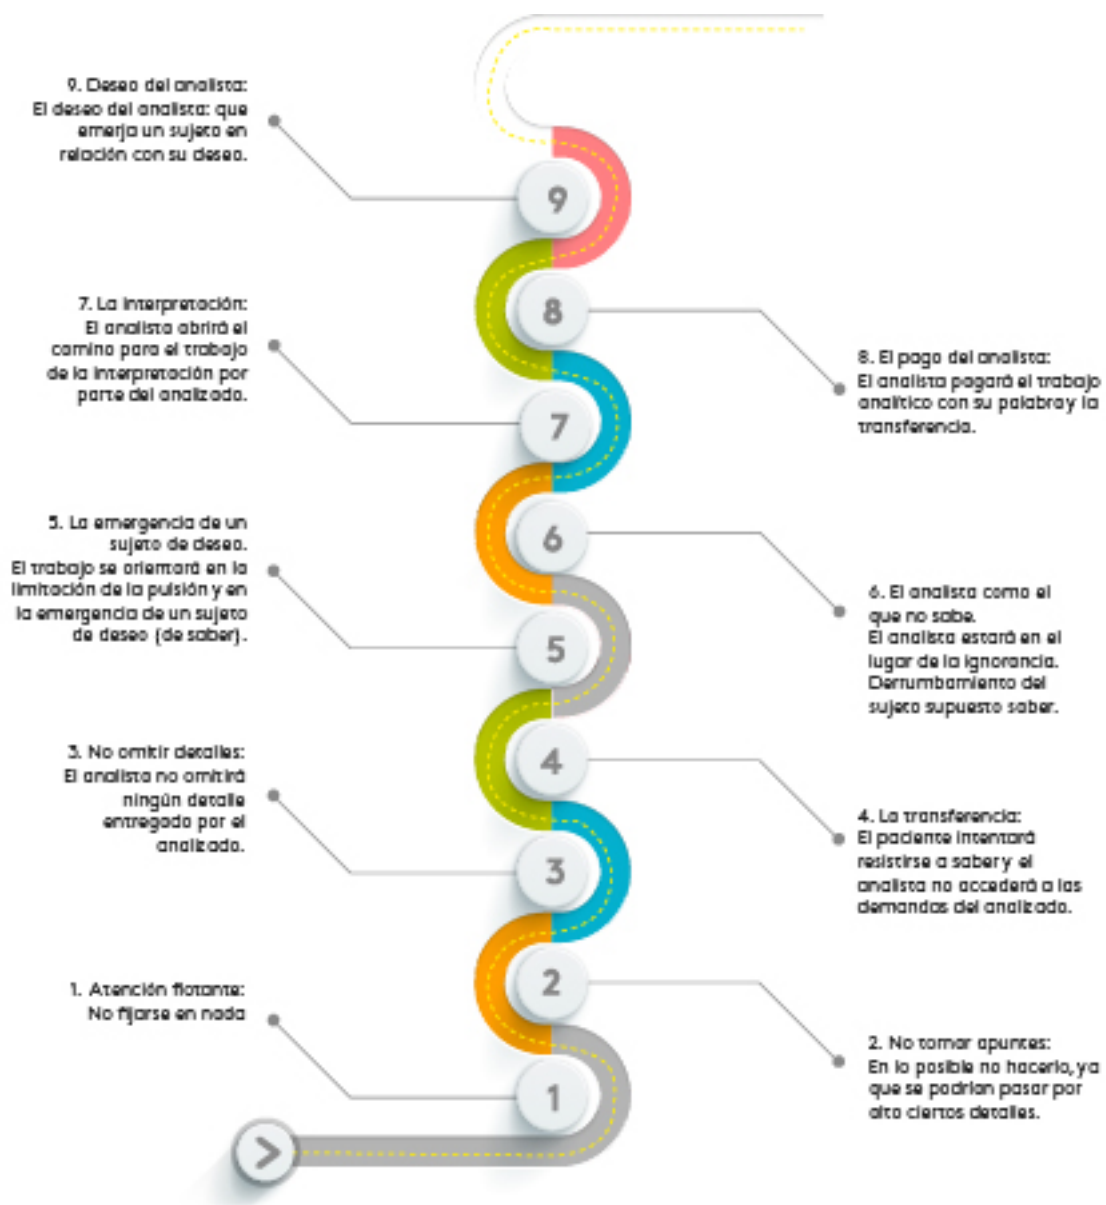 9. Deseo del analista:
El deseo del analista: que
emerja un sujeto en
relación con su deseo.
9
8
7. La interpretación:
El analista abrirá el
camino para el trabajo
de la interpretación por
parte del analizado.
8. El pago del analista:
El analista pagará el trabajo
analítico con su palabra y la
transferencia.
7
6
5. La emergencia de un
sujeto de deseo.
El trabajo se orientará en la
limitación de la pulsión y en
la emergencia de un sujeto
de deseo (de saber).
6. El analista como el
que no sabe.
El analista estará en el
lugar de la ignorancia.
Derrumbamiento del
sujeto supuesto saber.
5
4
3. No omitir detalles:
El analista no omitirá
ningún detalle
entregado por el
analizado.
4. La transferencia:
El paciente intentará
resistirse a saber y el
analista no accederá a las
demandas del analizado.
3
2
1. Atención flotante:
No fijarse en nada
2. No tomar apuntes:
En lo posible no hacerlo, ya
que se podrían pasar por
alto ciertos detalles.
1